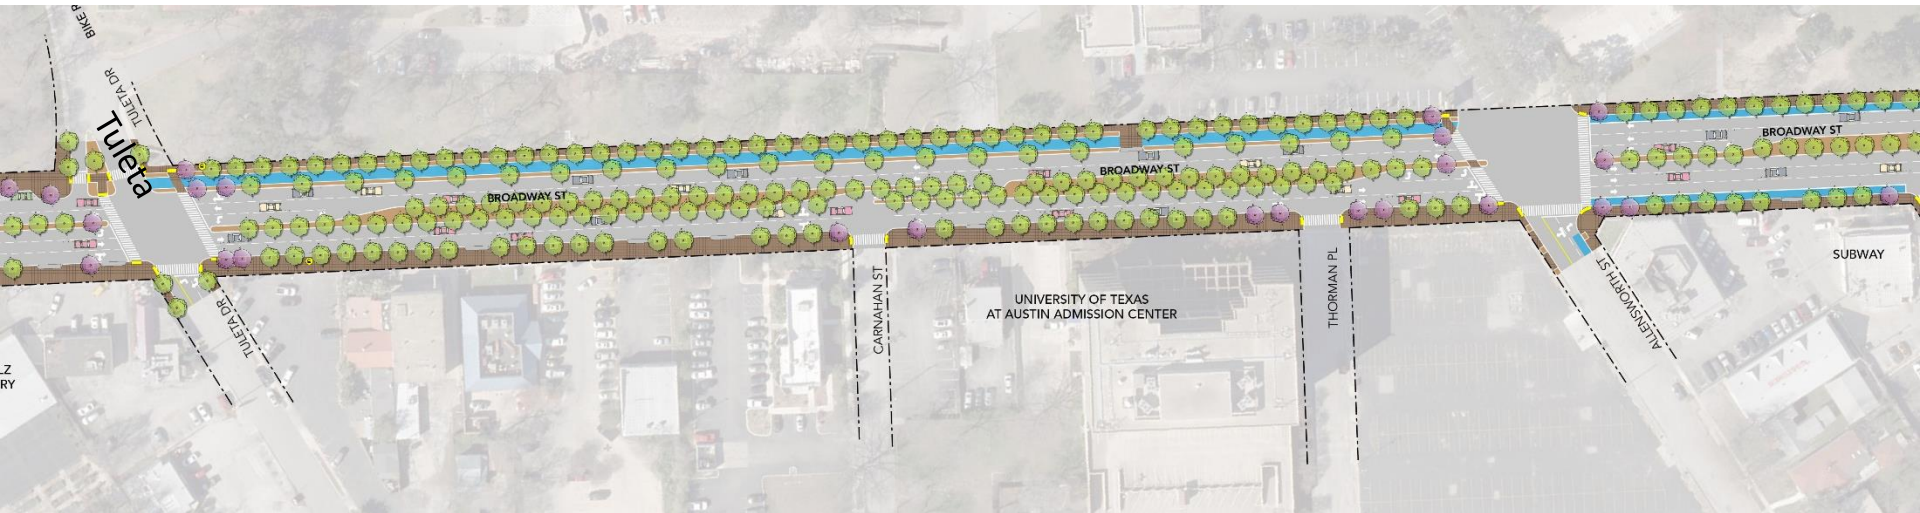 BIKE
TULETA DR
Tuleta
BROADWAY ST
BROADWAY ST
BROADWAY ST
TULETA DR
CARNAHAN ST
UNIVERSITY OF TEXAS
AT AUSTIN ADMISSION CENTER
THORMAN PL
ALLENSWORTH ST
SUBWAY
LZ
RY